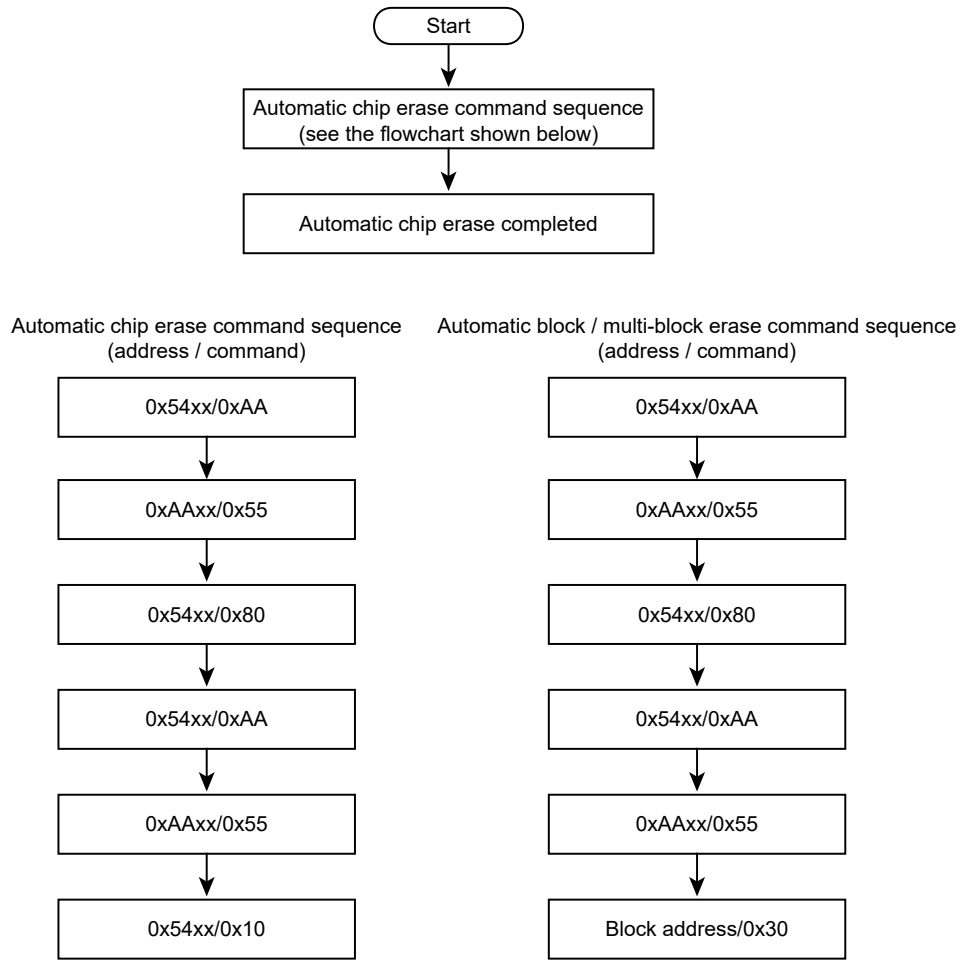 Start
Automatic chip erase command sequence
(see the flowchart shown below)
Automatic chip erase completed
Automatic chip erase command sequence
(address / command)
0x54xx/0xAA
0xAAxx/0x55
0x54xx/0x80
0x54xx/0xAA
0xAAxx/0x55
0x54xx/0x10
Automatic block / multi-block erase command sequence
(address / command)
0x54xx/0xAA
0xAAxx/0x55
0x54xx/0x80
0x54xx/0xAA
0xAAxx/0x55
Block address/0x30